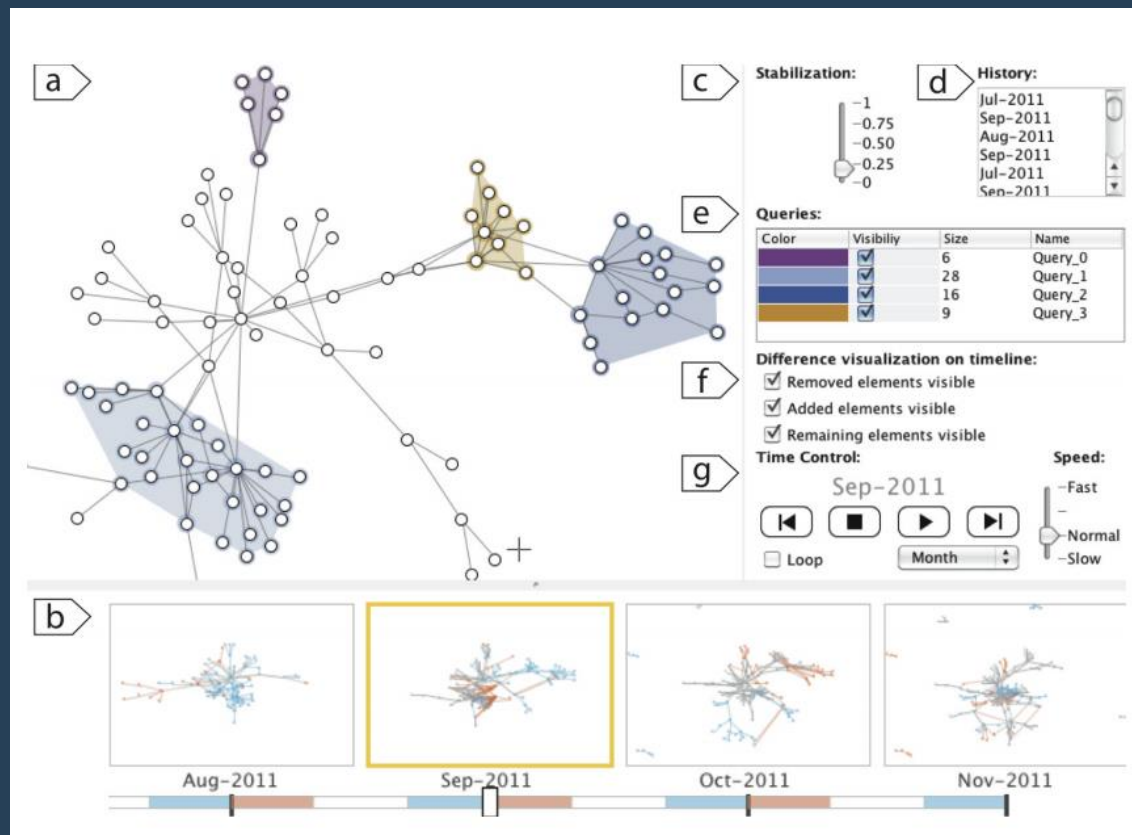 a
c
Stabilization:
1
0.75
0.50
0.25
0
d
History:
Jul-2011
Sep-2011
Aug-2011
Sep-2011
Jul-2011
Sep-2011
e
Queries:
Color Visibiliy Size Name
6 Query_0
28 Query_1
16 Query_2
9 Query_3
f
Difference visualization on timeline:
Removed elements visible
Added elements visible
Remaining elements visible
g
Time Control:
Sep-2011
Loop
Month
Speed:
Fast
Normal
Slow
b
Aug-2011 Sep-2011 Oct-2011 Nov-2011